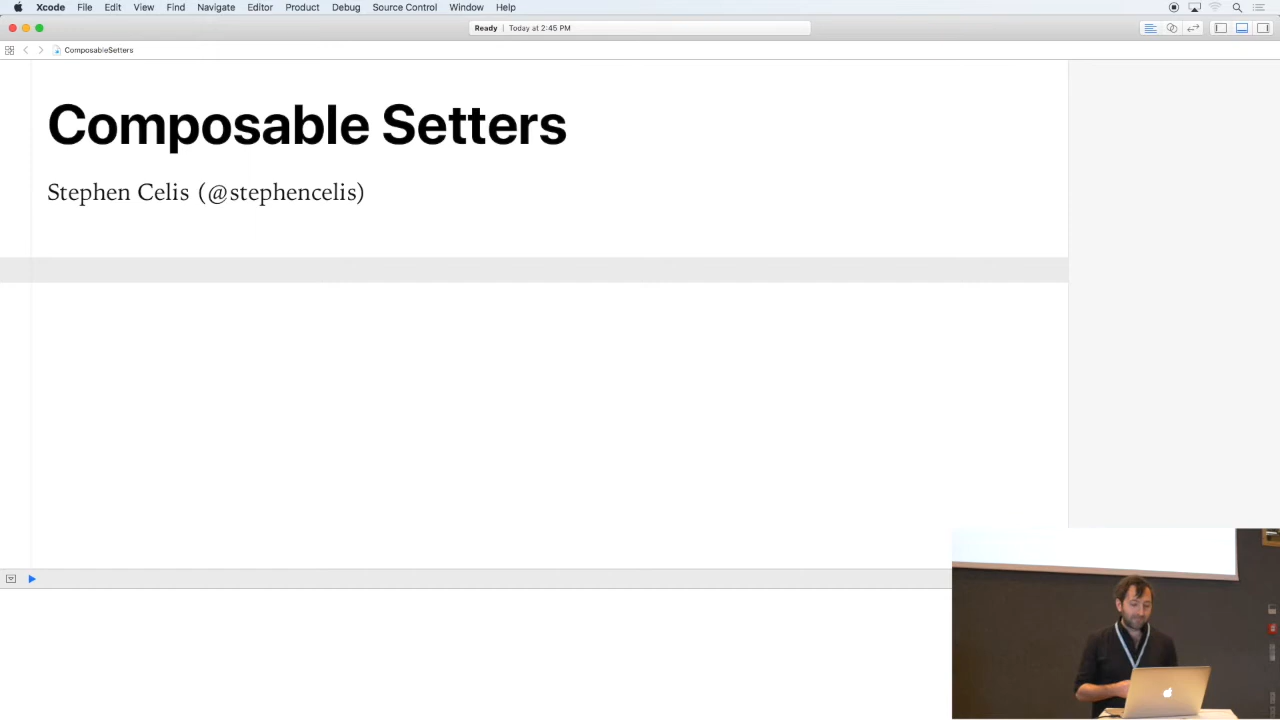 Xcode File Edit View Find Navigate Editor Product Debug Source Control Window Help
Ready | Today at 2:45 PM
ComposableSetters
Composable Setters
Stephen Celis (@stephencelis)